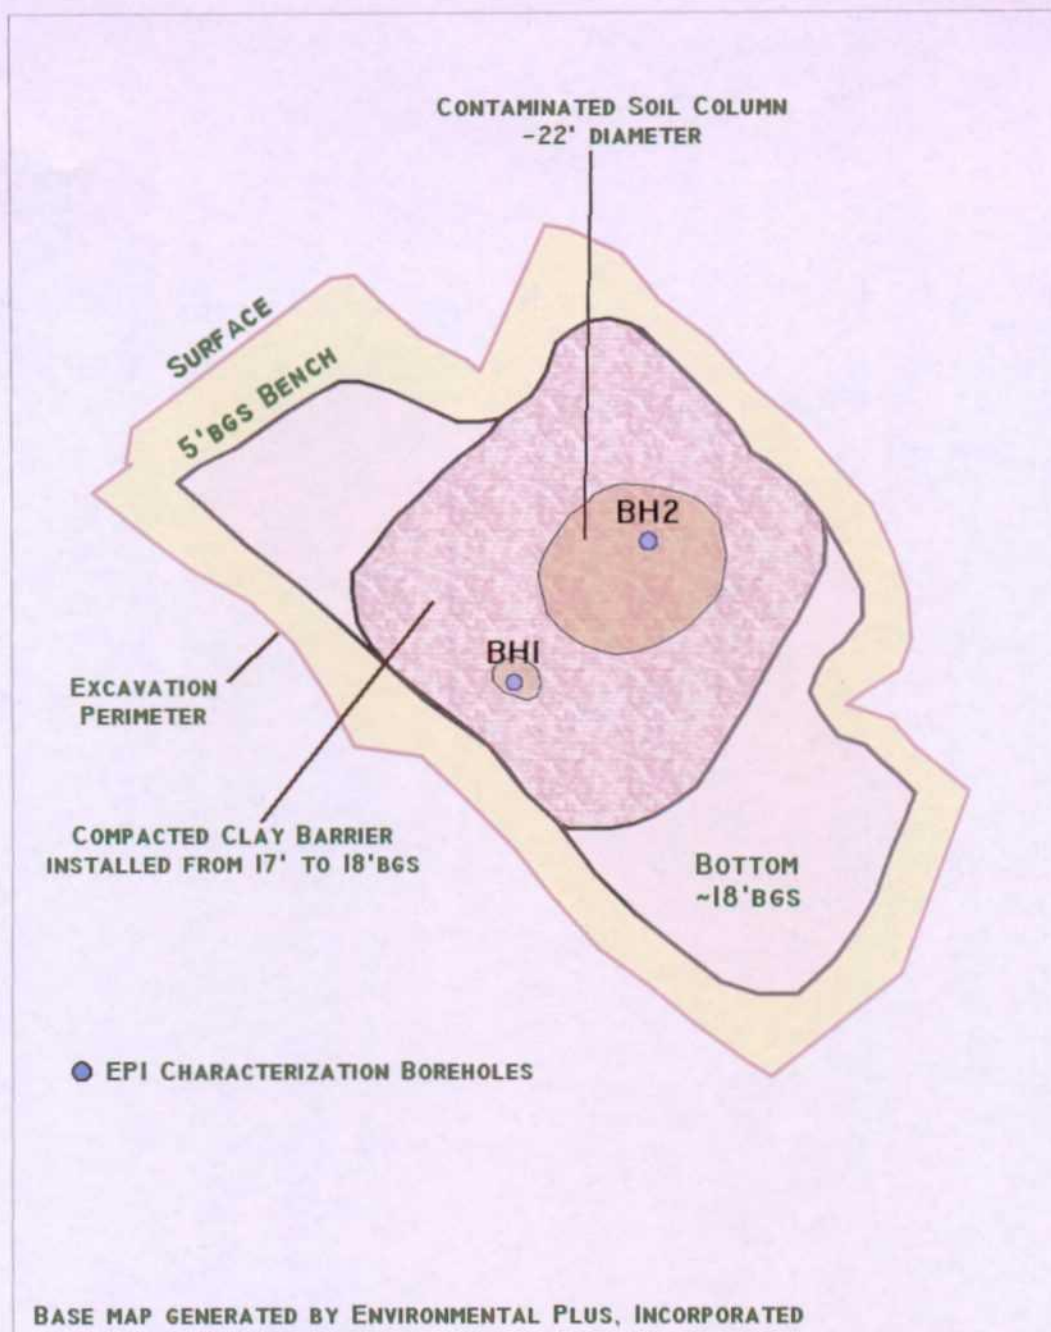 CONTAMINATED SOIL COLUMN
~22' DIAMETER
SURFACE
5'BGS BENCH
BH2
BH1
EXCAVATION
PERIMETER
COMPACTED CLAY BARRIER
INSTALLED FROM 17' TO 18'BGS
BOTTOM
~18'BGS
EPI CHARACTERIZATION BOREHOLES
BASE MAP GENERATED BY ENVIRONMENTAL PLUS, INCORPORATED